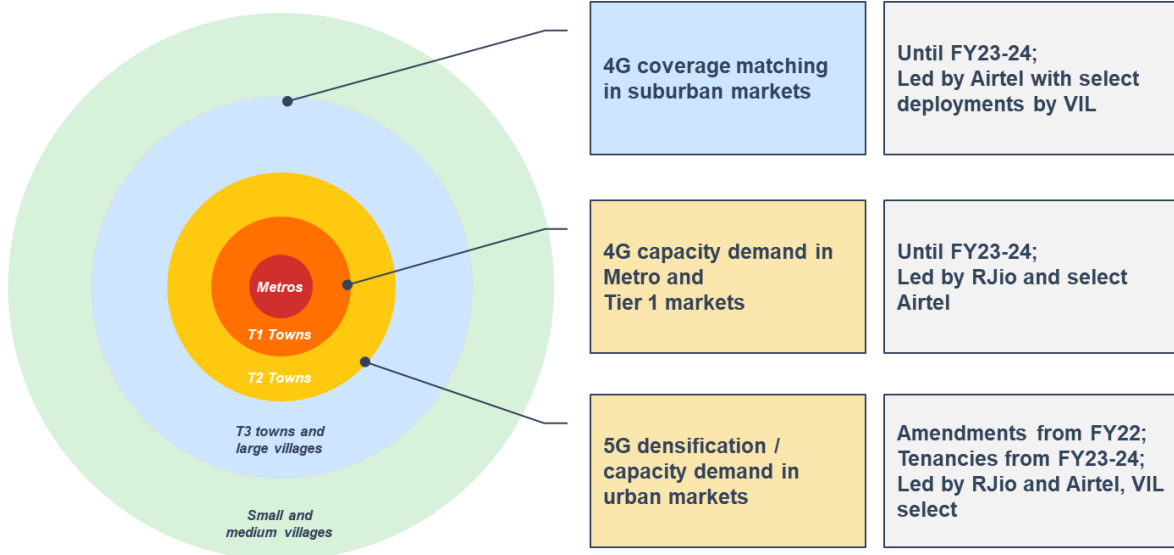 4G coverage matching
in suburban markets
Until FY23-24;
Led by Airtel with select
deployments by VIL
4G capacity demand in
Metro and
Tier 1 markets
Until FY23-24;
Led by RJio and select
Airtel
5G densification /
capacity demand in
urban markets
Amendments from FY22;
Tenancies from FY23-24;
Led by RJio and Airtel, VIL
select
Metros
T1 Towns
T2 Towns
T3 towns and
large villages
Small and
medium villages